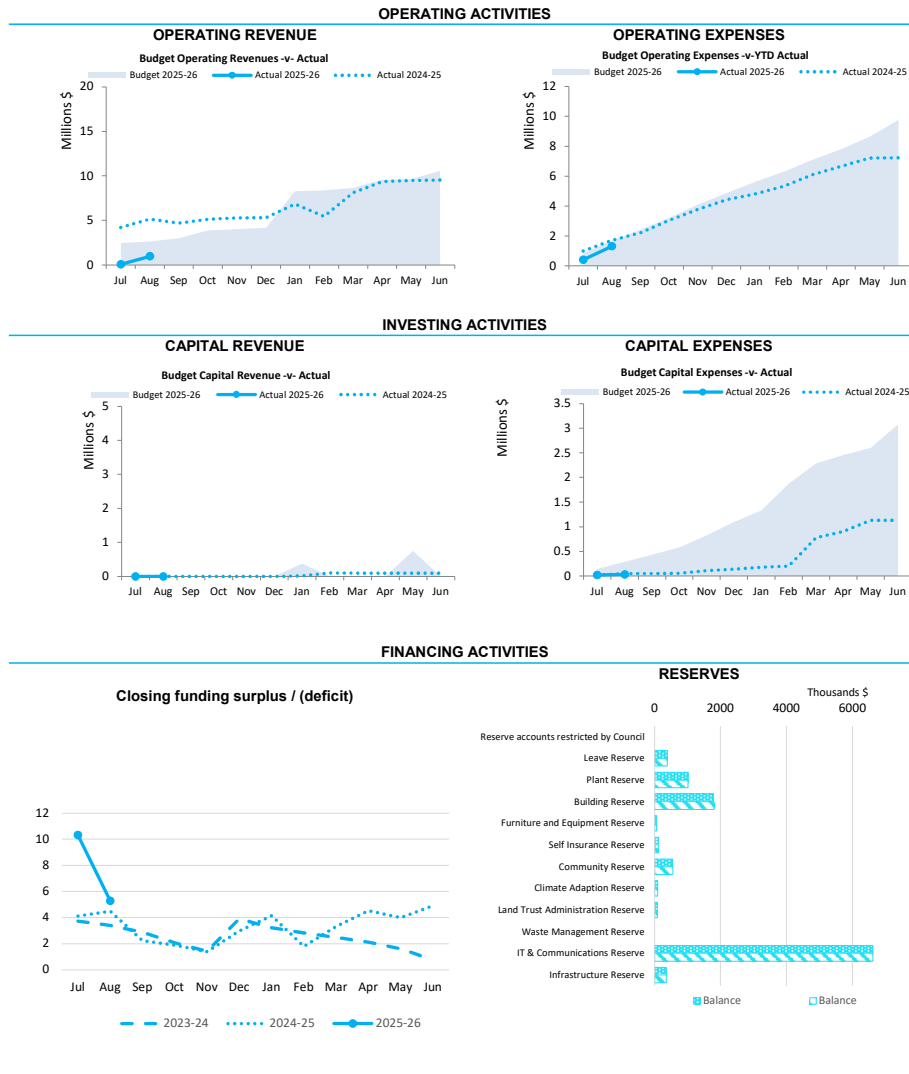 OPERATING ACTIVITIES
OPERATING REVENUE
Budget Operating Revenues -v- Actual
Budget 2025-26 Actual 2025-26 Actual 2024-25
Millions $
20
15
10
5
0
Jul Aug Sep Oct Nov Dec Jan Feb Mar Apr May Jun
OPERATING EXPENSES
Budget Operating Expenses -v-YTD Actual
Budget 2025-26 Actual 2025-26 Actual 2024-25
Millions $
12
10
8
6
4
2
0
Jul Aug Sep Oct Nov Dec Jan Feb Mar Apr May Jun
INVESTING ACTIVITIES
CAPITAL REVENUE
Budget Capital Revenue -v- Actual
Budget 2025-26 Actual 2025-26 Actual 2024-25
Millions $
5
4
3
2
1
0
Jul Aug Sep Oct Nov Dec Jan Feb Mar Apr May Jun
CAPITAL EXPENSES
Budget Capital Expenses -v- Actual
Budget 2025-26 Actual 2025-26 Actual 2024-25
Millions $
3.5
3
2.5
2
1.5
1
0.5
0
Jul Aug Sep Oct Nov Dec Jan Feb Mar Apr May Jun
FINANCING ACTIVITIES
Closing funding surplus / (deficit)
12
10
8
6
4
2
0
Jul Aug Sep Oct Nov Dec Jan Feb Mar Apr May Jun
2023-24 2024-25 2025-26
RESERVES
Thousands $
0 2000 4000 6000
Reserve accounts restricted by Council
Leave Reserve
Plant Reserve
Building Reserve
Furniture and Equipment Reserve
Self Insurance Reserve
Community Reserve
Climate Adaption Reserve
Land Trust Administration Reserve
Waste Management Reserve
IT & Communications Reserve
Infrastructure Reserve
Balance Balance